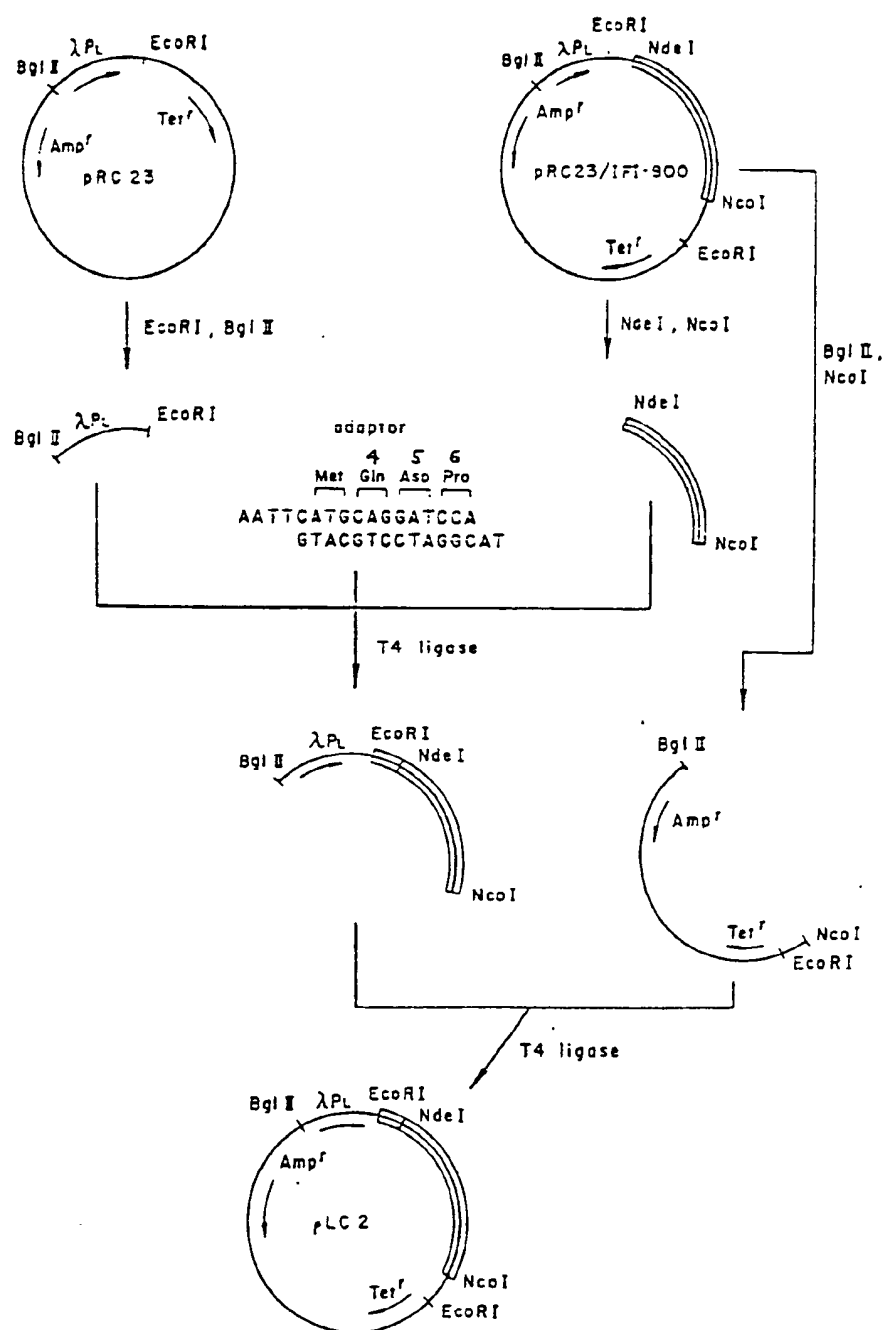 EcoRI
λPL
Bgl II
Tetʳ
Ampʳ
pRC 23
EcoRI
λPL
NdeI
Bgl II
Ampʳ
pRC23/IFI-900
NcoI
Tetʳ
EcoRI
EcoRI, Bgl II
NdeI, NcoI
Bgl II,
NcoI
EcoRI
λPL
Bgl II
NdeI
NcoI
adaptor
4 5 6
Met Gln Asp Pro
AATTCATGCAGGATCCA
GTACGTCCTAGGCAT
T4 ligase
EcoRI
λPL
NdeI
Bgl II
NcoI
Bgl II
Ampʳ
Tetʳ
NcoI
EcoRI
T4 ligase
EcoRI
λPL
Bgl II
NdeI
Ampʳ
pLC 2
NcoI
Tetʳ
EcoRI